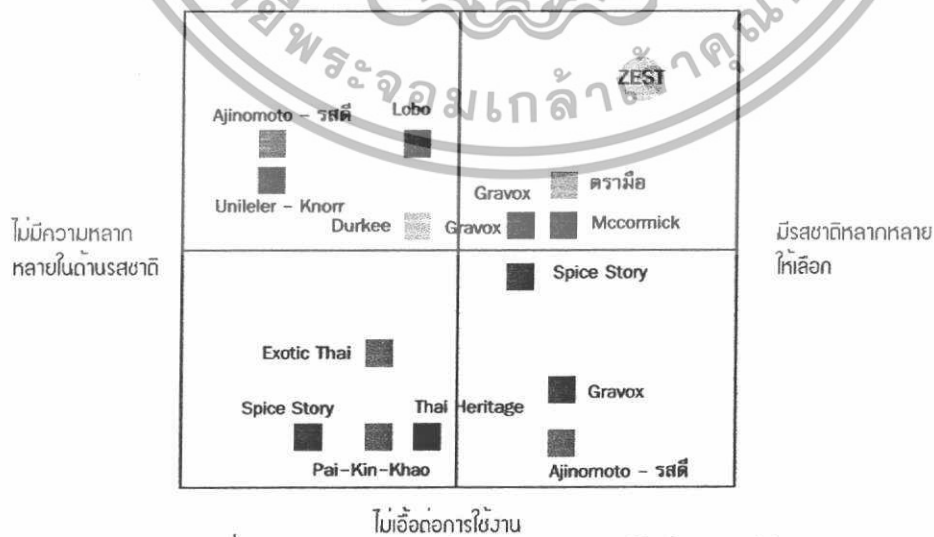 ZEST
Ajinomoto – รสดี
Lobo
Unileler – Knorr
Gravox
ตรามือ
Durkee
Gravox
Mccormick
ไม่มีความหลาก
หลายในด้านรสชาติ
มีรสชาติหลากหลาย
ให้เลือก
Spice Story
Exotic Thai
Gravox
Spice Story
Thai Heritage
Pai-Kin-Khao
Ajinomoto – รสดี
ไม่เอื้อต่อการใช้งาน